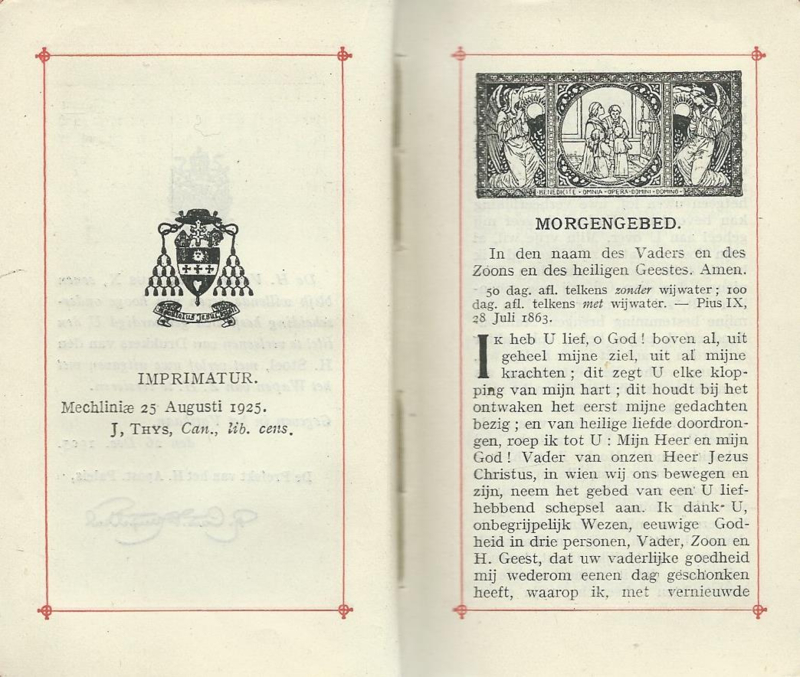 Apostolus Jesu Christi
IMPRIMATUR.
Mechliniæ 25 Augusti 1925.
J, Thys, Can., lib. cens.
BENEDICITE · OMNIA · OPERA · DOMINI · DOMINO ·
MORGENGEBED.
In den naam des Vaders en des
Zoons en des heiligen Geestes. Amen.
50 dag. afl. telkens zonder wijwater; 100
dag. afl. telkens met wijwater. — Pius IX,
28 Juli 1863.
IK heb U lief, o God! boven al, uit
geheel mijne ziel, uit al mijne
krachten; dit zegt U elke klop-
ping van mijn hart; dit houdt bij het
ontwaken het eerst mijne gedachten
bezig; en van heilige liefde doordron-
gen, roep ik tot U: Mijn Heer en mijn
God! Vader van onzen Heer Jezus
Christus, in wien wij ons bewegen en
zijn, neem het gebed van een U lief-
hebbend schepsel aan. Ik dank U,
onbegrijpelijk Wezen, eeuwige God-
heid in drie personen, Vader, Zoon en
H. Geest, dat uw vaderlijke goedheid
mij wederom eenen dag geschonken
heeft, waarop ik, met vernieuwde